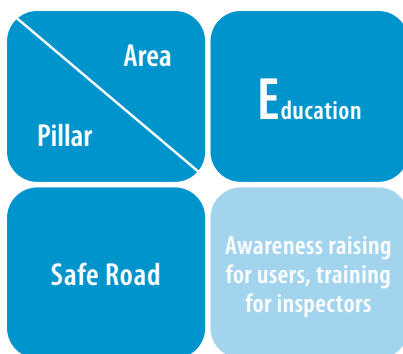 Area
Pillar
Education
Safe Road
Awareness raising
for users, training
for inspectors